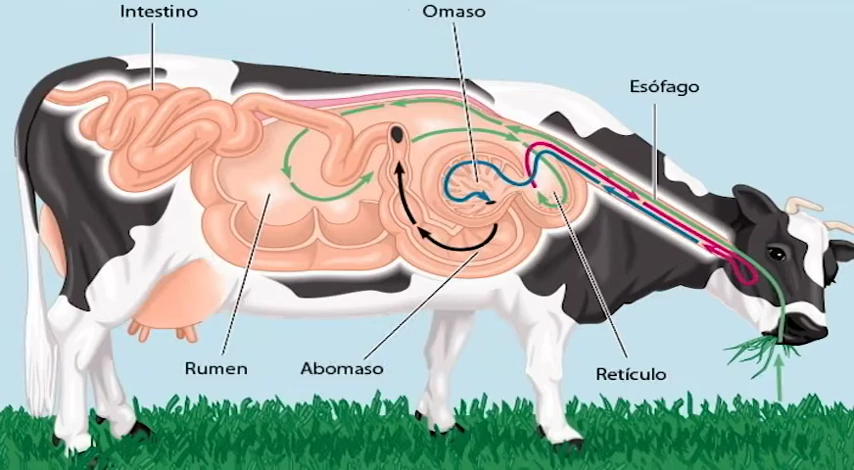 Intestino
Omaso
Esófago
Rumen
Abomaso
Retículo